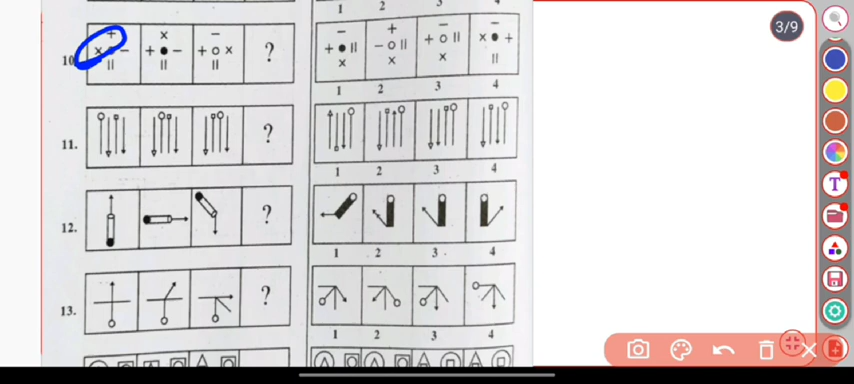 1 2 3 4
10
+
× ○ −
=
×
+ ● −
=
−
+ ○ ×
=
?
−
+ ● =
×
+
− ○ =
×
−
+ ○ =
×
−
× ● +
=
1 2 3 4
11. ?
1 2 3 4
12. ?
1 2 3 4
13. ?
1 2 3 4
3/9
T